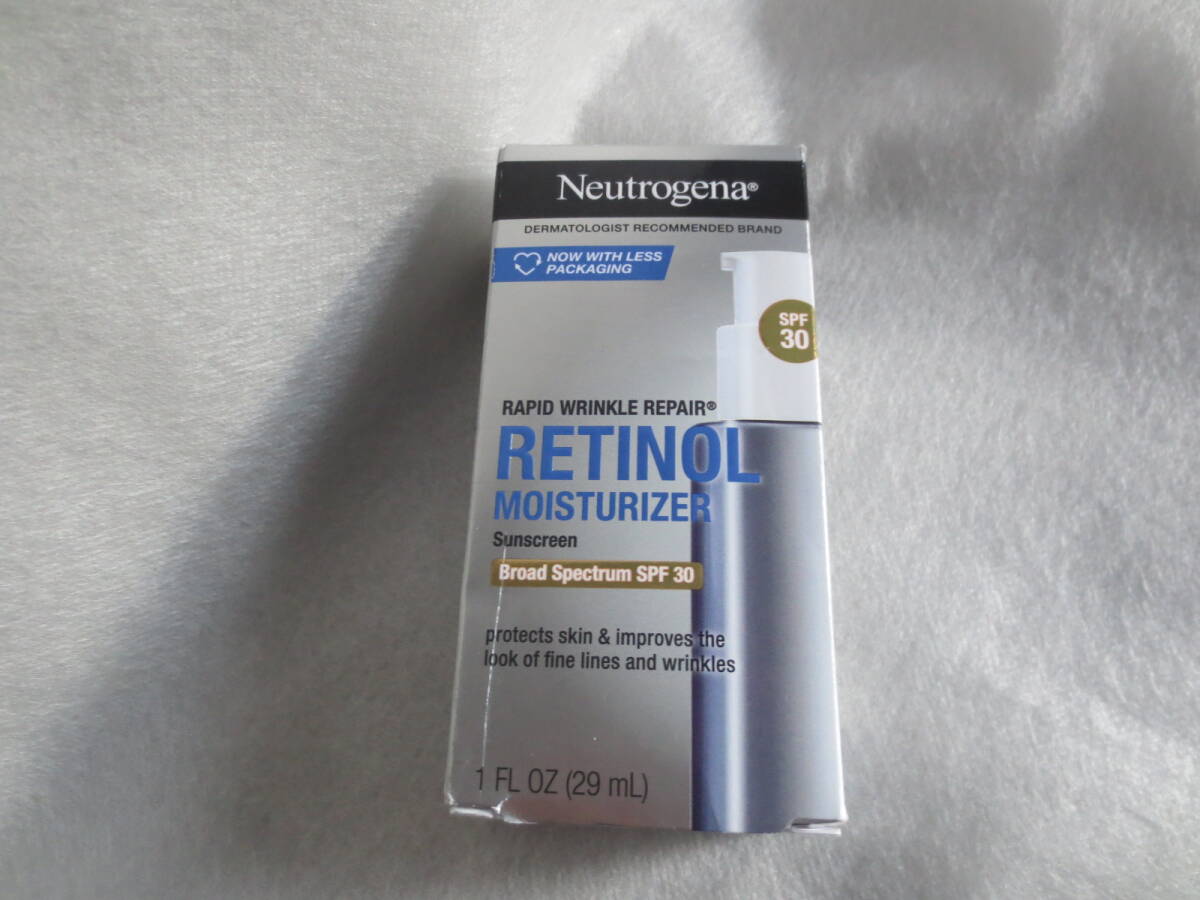 Neutrogena®
DERMATOLOGIST RECOMMENDED BRAND
NOW WITH LESS
PACKAGING
SPF
30
RAPID WRINKLE REPAIR®
RETINOL
MOISTURIZER
Sunscreen
Broad Spectrum SPF 30
protects skin & improves the
look of fine lines and wrinkles
1 FL OZ (29 mL)